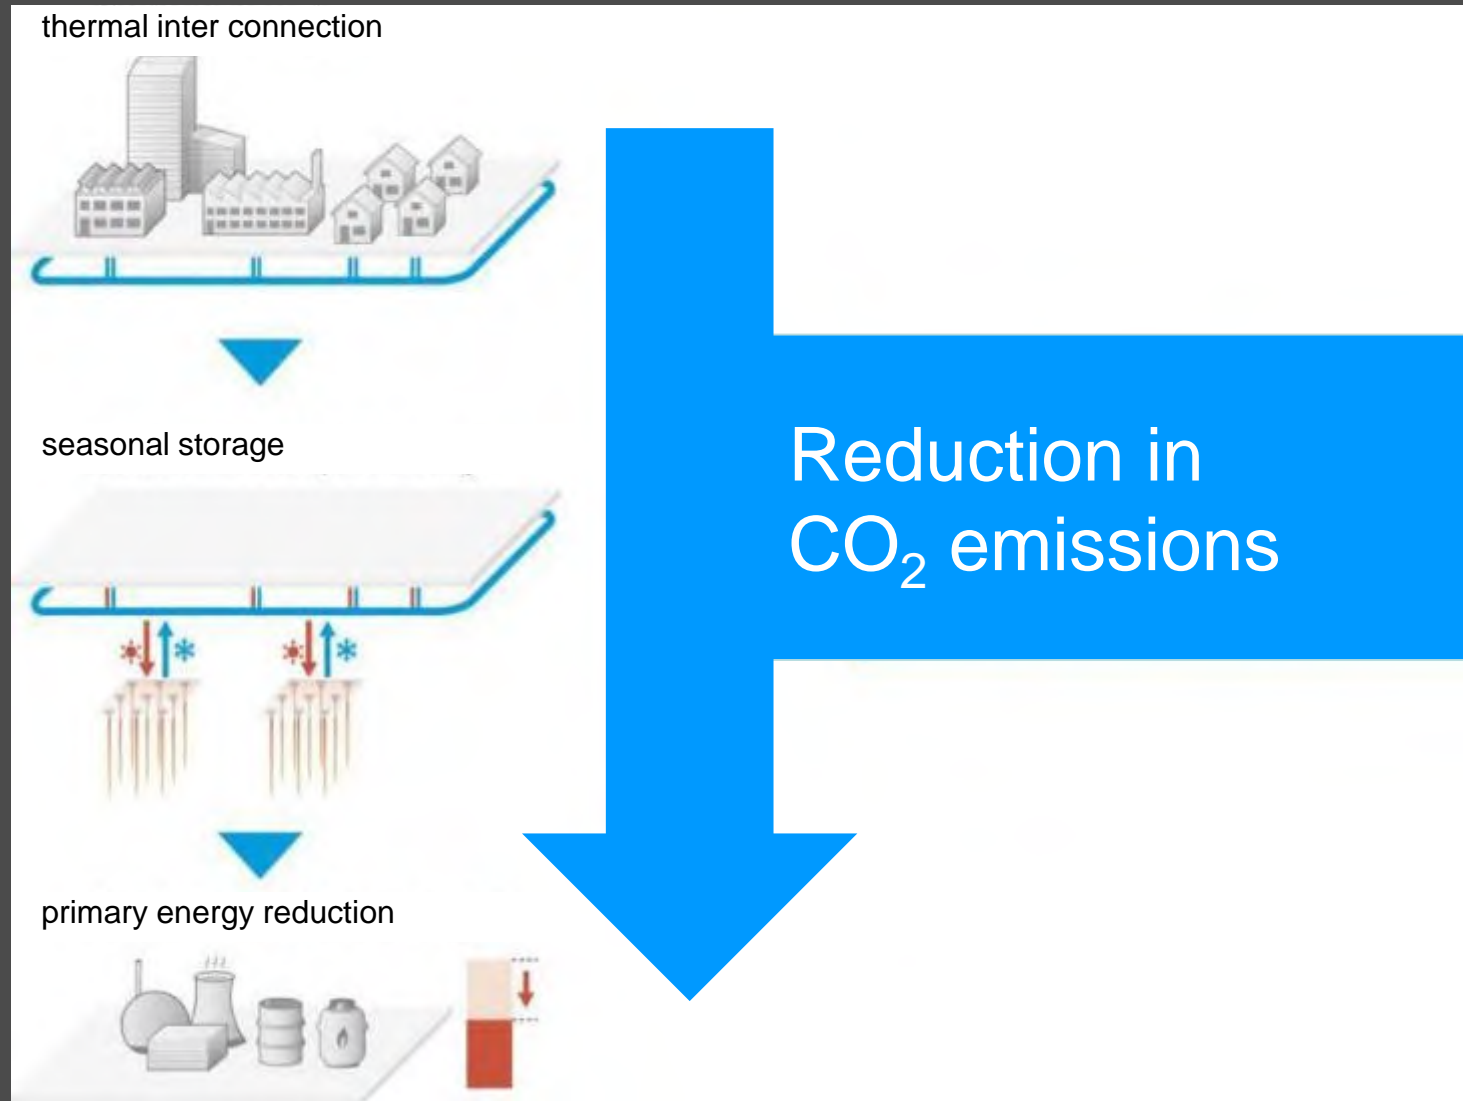 thermal inter connection
seasonal storage
primary energy reduction
Reduction in
CO₂ emissions